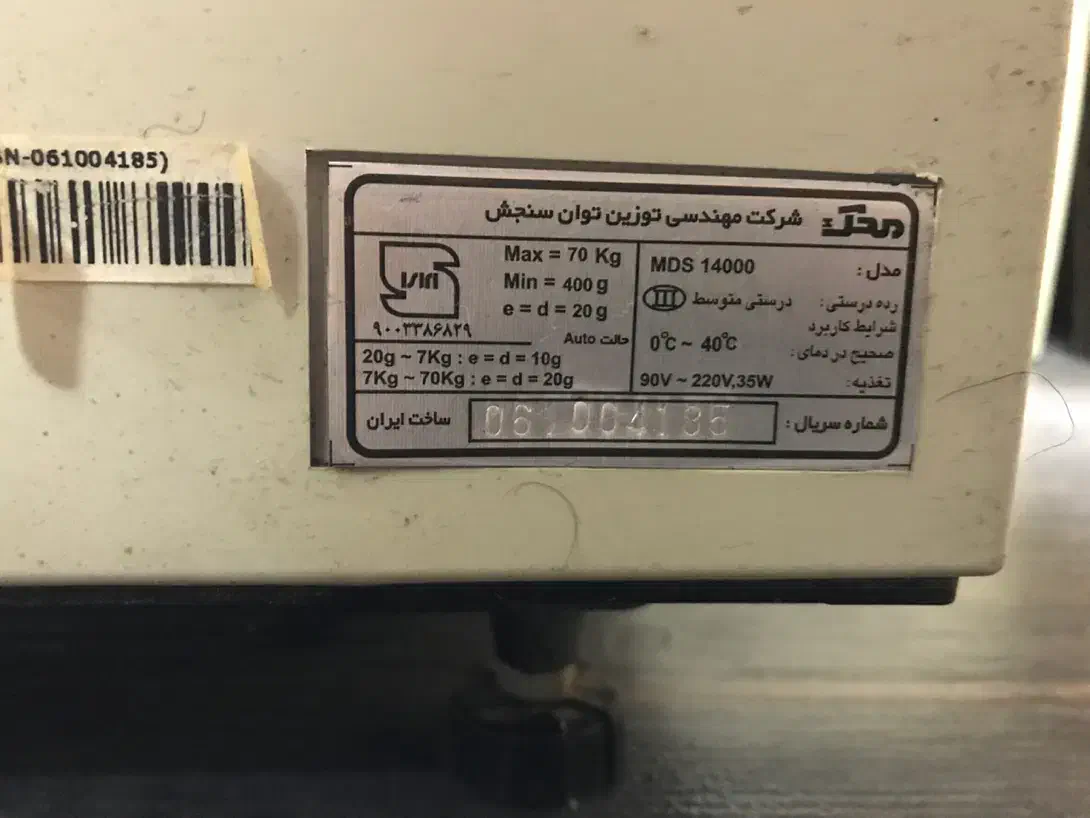 SN-061004185)
محک شرکت مهندسی توزین توان سنجش
مدل : MDS 14000
رده درستی : درستی متوسط III
شرایط کاربرد
صحیح در دمای : 0°C ~ 40°C
تغذیه : 90V ~ 220V,35W
Max = 70 Kg
Min = 400 g
e = d = 20 g
ISIRI
۹۰۰۳۳۸۶۸۲۹
حالت Auto
20g ~ 7Kg : e = d = 10g
7Kg ~ 70Kg : e = d = 20g
شماره سریال : 061004185
ساخت ایران